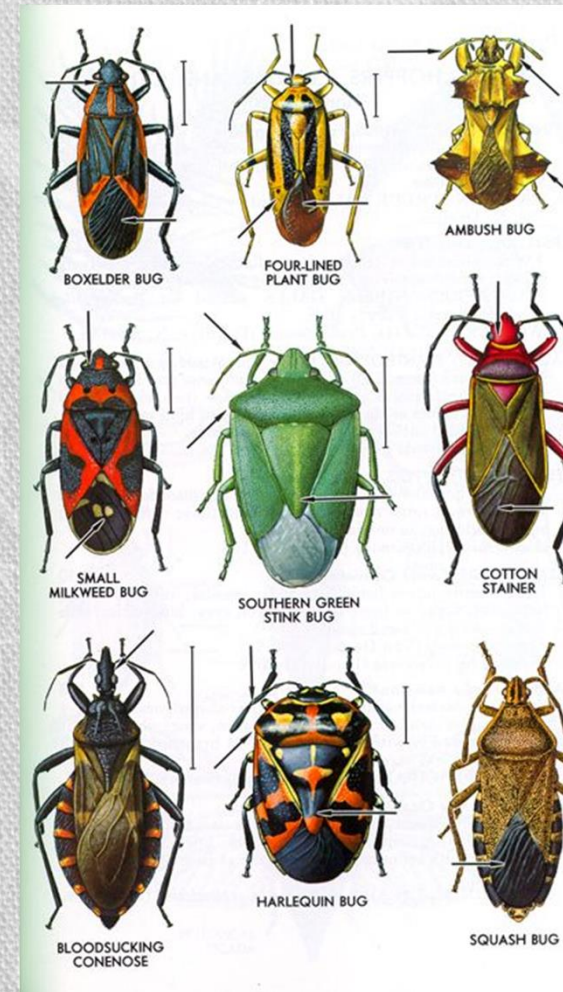 BOXELDER BUG
FOUR-LINED
PLANT BUG
AMBUSH BUG
SMALL
MILKWEED BUG
SOUTHERN GREEN
STINK BUG
COTTON
STAINER
BLOODSUCKING
CONENOSE
HARLEQUIN BUG
SQUASH BUG